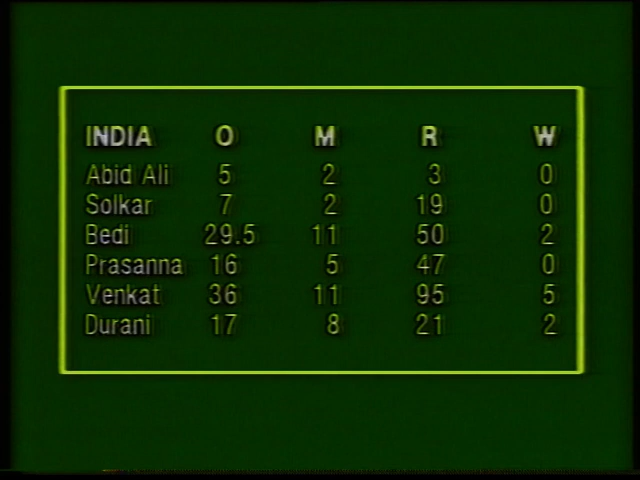 INDIA O M R W
Abid Ali 5 2 3 0
Solkar 7 2 19 0
Bedi 29.5 11 50 2
Prasanna 16 5 47 0
Venkat 36 11 95 5
Durani 17 8 21 2